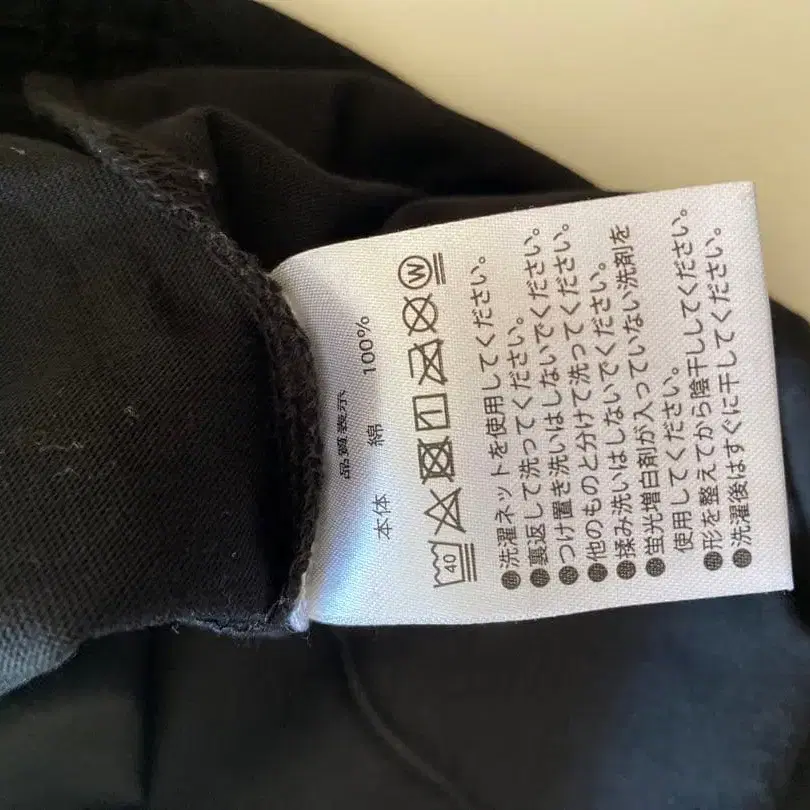 品質表示
本体 綿 100%
40 W
●洗濯ネットを使用してください。
●裏返して洗ってください。
●つけ置き洗いはしないでください。
●他のものと分けて洗ってください。
●揉み洗いはしないでください。
●蛍光増白剤が入っていない洗剤を
使用してください。
●形を整えてから陰干ししてください。
●洗濯後はすぐに干してください。